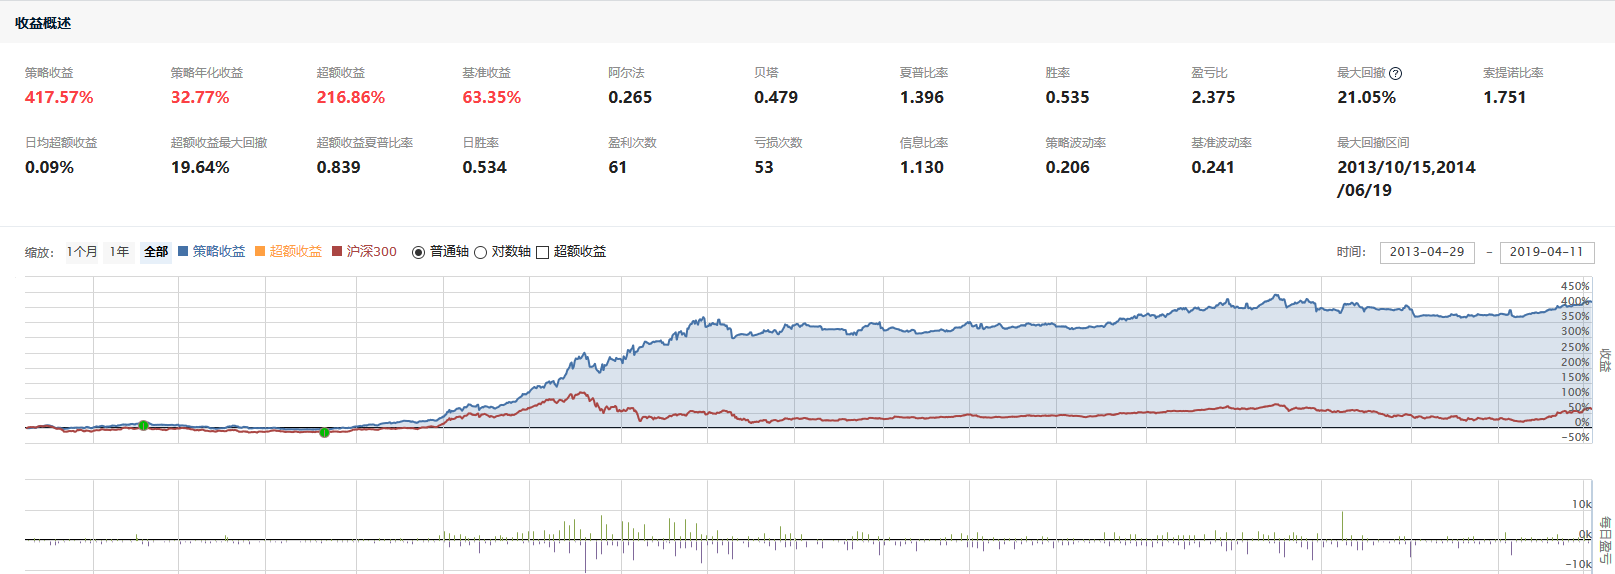 收益概述
策略收益 策略年化收益 超额收益 基准收益 阿尔法 贝塔 夏普比率 胜率 盈亏比 最大回撤 ? 索提诺比率
417.57% 32.77% 216.86% 63.35% 0.265 0.479 1.396 0.535 2.375 21.05% 1.751
日均超额收益 超额收益最大回撤 超额收益夏普比率 日胜率 盈利次数 亏损次数 信息比率 策略波动率 基准波动率 最大回撤区间
0.09% 19.64% 0.839 0.534 61 53 1.130 0.206 0.241 2013/10/15,2014
/06/19
缩放: 1个月 1年 全部 策略收益 超额收益 沪深300 普通轴 对数轴 超额收益 时间: 2013-04-29 - 2019-04-11
450%
400%
350%
300%
250%
200%
150%
100%
50%
0%
-50%
收益
10k
0k
-10k
每日盈亏